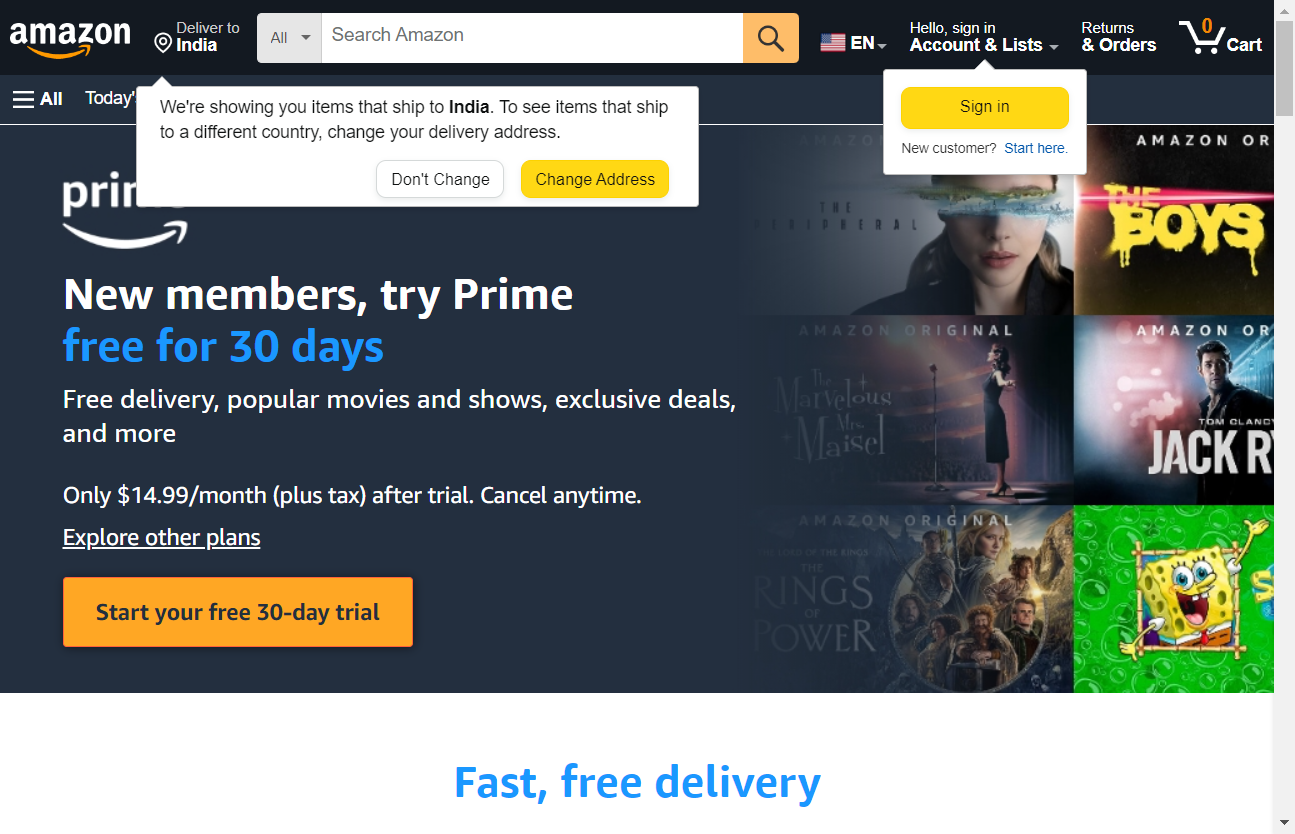 amazon
Deliver to
India
All
Search Amazon
EN
Hello, sign in
Account & Lists
Returns
& Orders
0
Cart
All
Today'
We're showing you items that ship to India. To see items that ship
to a different country, change your delivery address.
Don't Change
Change Address
Sign in
New customer? Start here.
prime
New members, try Prime
free for 30 days
Free delivery, popular movies and shows, exclusive deals,
and more
Only $14.99/month (plus tax) after trial. Cancel anytime.
Explore other plans
Start your free 30-day trial
THE
PERIPHERAL
AMAZON OR
THE
BOYS
AMAZON ORIGINAL
The
Marvelous
Mrs.
Maisel
AMAZON OR
TOM CLANCY
JACK R
AMAZON ORIGINAL
THE LORD OF THE RINGS
THE
RINGS
OF
POWER
Fast, free delivery